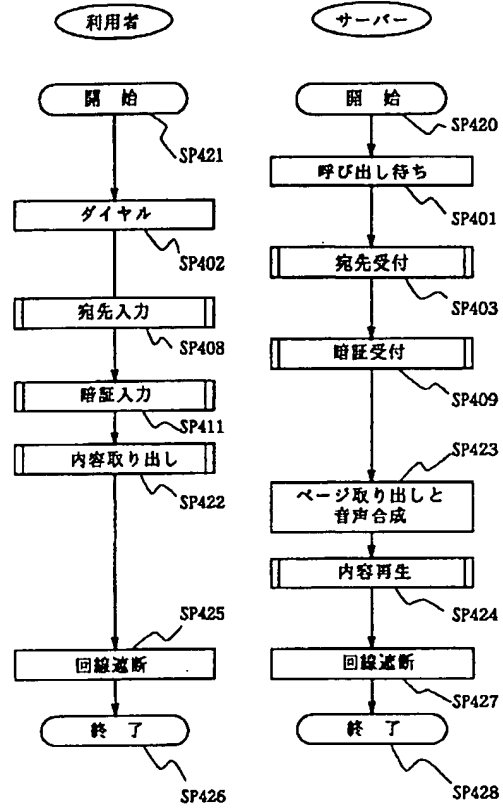 利用者
サーバー
開 始
SP421
開 始
SP420
呼び出し待ち
SP401
ダイヤル
SP402
宛先受付
SP403
宛先入力
SP408
暗証受付
SP409
暗証入力
SP411
内容取り出し
SP422
SP423
ページ取り出しと
音声合成
内容再生
SP424
SP425
回線遮断
回線遮断
SP427
終 了
SP426
終 了
SP428